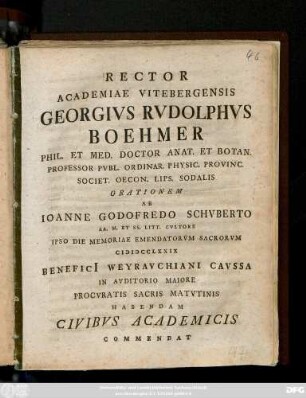 RECTOR
ACADEMIAE VITEBERGENSIS
GEORGIVS RVDOLPHVS
BOEHMER
PHIL. ET MED. DOCTOR ANAT. ET BOTAN.
PROFESSOR PVBL. ORDINAR. PHYSIC. PROVINC.
SOCIET. OECON. LIPS. SODALIS
ORATIONEM
AB
IOANNE GODOFREDO SCHVBERTO
AA. M. ET SS. LITT. CVLTORE
IPSO DIE MEMORIAE EMENDATORVM SACRORVM
CIƆIƆCCLXXIX
BENEFICI WEYRAVCHIANI CAVSSA
IN AVDITORIO MAIORE
PROCVRATIS SACRIS MATVTINIS
HABENDAM
CIVIBVS ACADEMICIS
COMMENDAT